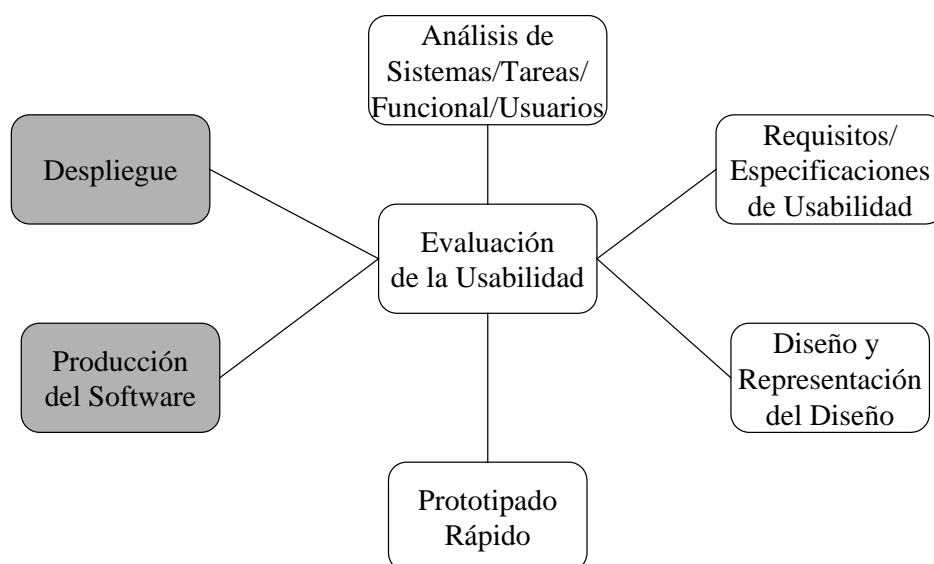 Análisis de
Sistemas/Tareas/
Funcional/Usuarios
Despliegue
Requisitos/
Especificaciones
de Usabilidad
Evaluación
de la Usabilidad
Producción
del Software
Diseño y
Representación
del Diseño
Prototipado
Rápido